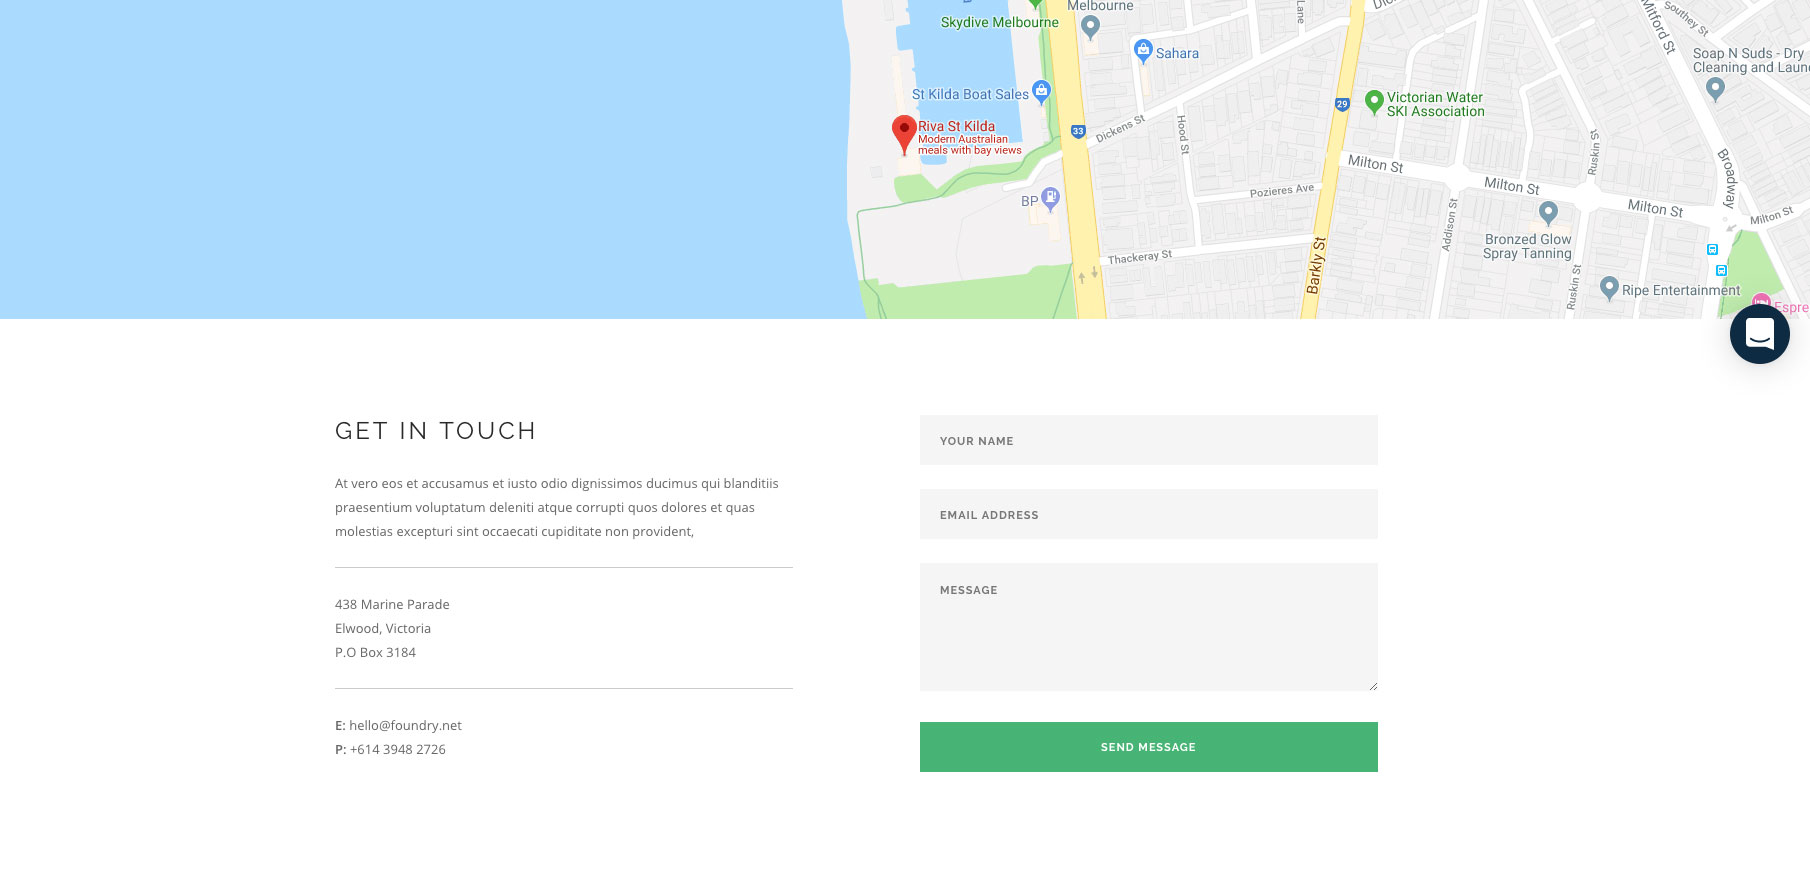 Melbourne
Skydive Melbourne
Sahara
Lane
Mitford St
Southey St
Soap N Suds - Dry
Cleaning and Laun
St Kilda Boat Sales
29
Victorian Water
SKI Association
Riva St Kilda
Modern Australian
meals with bay views
33
Dickens St
Hood St
Ruskin St
Broadway
Milton St
Milton St
Milton St
Milton St
Pozieres Ave
BP
Addison St
Bronzed Glow
Spray Tanning
Thackeray St
Barkly St
Ruskin St
Ripe Entertainment
Espre
GET IN TOUCH
At vero eos et accusamus et iusto odio dignissimos ducimus qui blanditiis
praesentium voluptatum deleniti atque corrupti quos dolores et quas
molestias excepturi sint occaecati cupiditate non provident,
438 Marine Parade
Elwood, Victoria
P.O Box 3184
E: hello@foundry.net
P: +614 3948 2726
YOUR NAME
EMAIL ADDRESS
MESSAGE
SEND MESSAGE